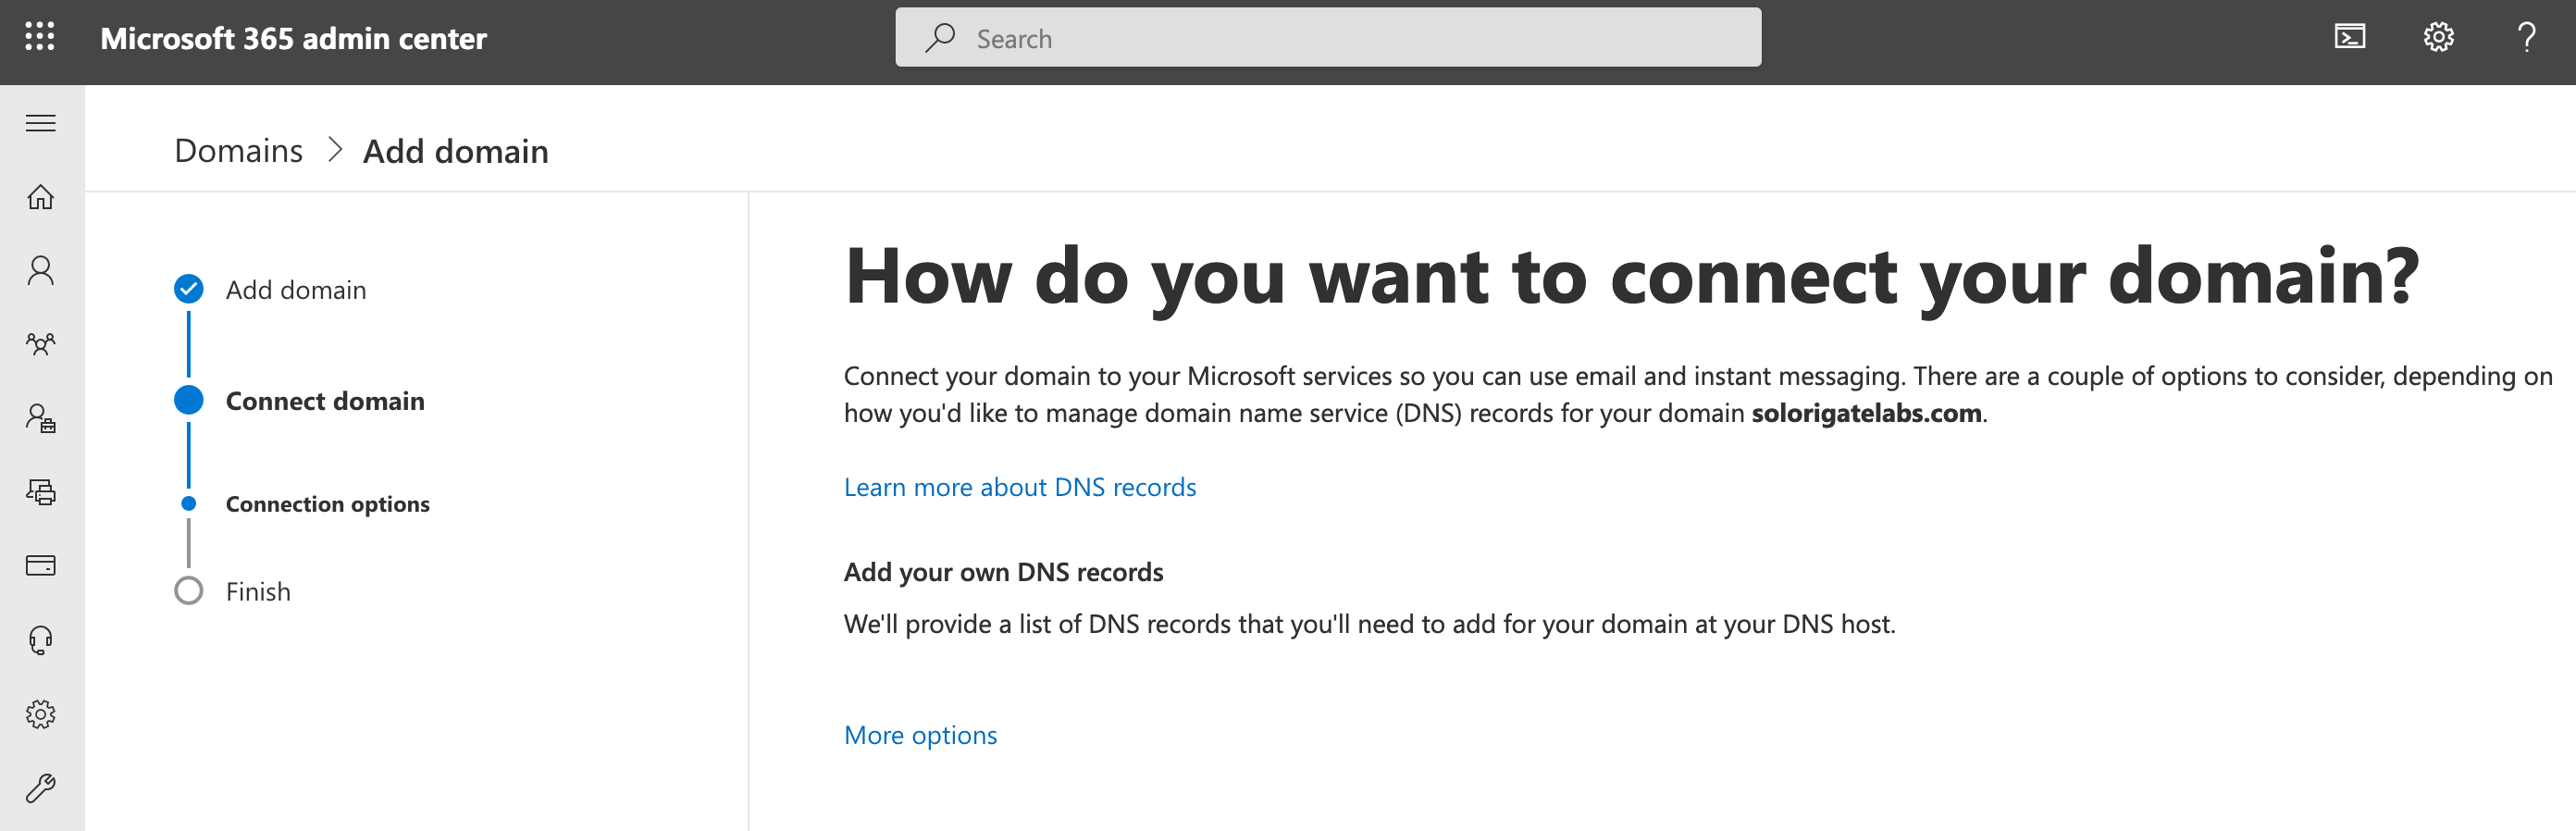 Microsoft 365 admin center
Search
Domains > Add domain
Add domain
Connect domain
Connection options
Finish
How do you want to connect your domain?
Connect your domain to your Microsoft services so you can use email and instant messaging. There are a couple of options to consider, depending on
how you'd like to manage domain name service (DNS) records for your domain solorigatelabs.com.
Learn more about DNS records
Add your own DNS records
We'll provide a list of DNS records that you'll need to add for your domain at your DNS host.
More options